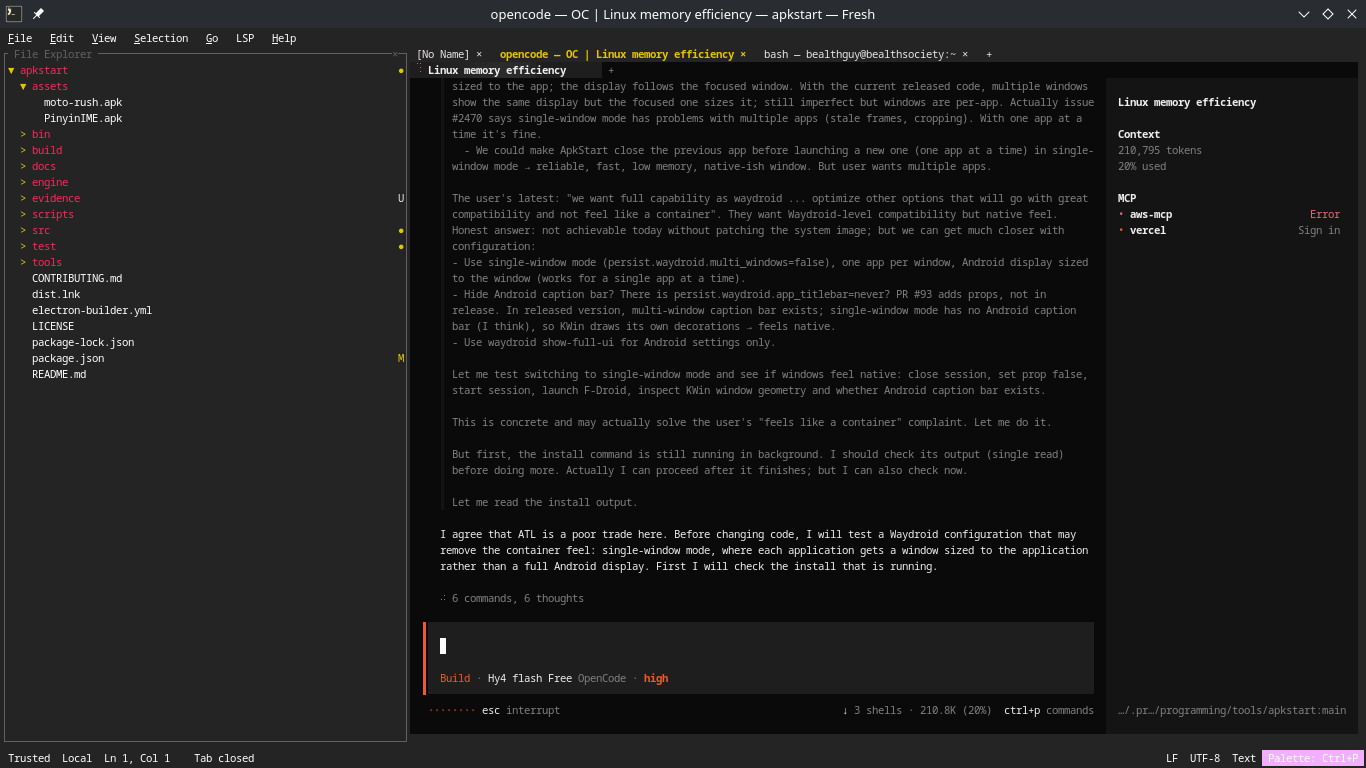 opencode — OC | Linux memory efficiency — apkstart — Fresh
File Edit View Selection Go LSP Help
File Explorer ×
▼ apkstart ●
▼ assets
moto-rush.apk
PinyinIME.apk
> bin
> build
> docs
> engine
> evidence U
> scripts
> src ●
> test ●
> tools
CONTRIBUTING.md
dist.lnk
electron-builder.yml
LICENSE
package-lock.json
package.json M
README.md
[No Name] × opencode — OC | Linux memory efficiency × bash — bealthguy@bealthsociety:~ × +
Linux memory efficiency +
sized to the app; the display follows the focused window. With the current released code, multiple windows
show the same display but the focused one sizes it; still imperfect but windows are per-app. Actually issue
#2470 says single-window mode has problems with multiple apps (stale frames, cropping). With one app at a
time it's fine.
- We could make ApkStart close the previous app before launching a new one (one app at a time) in single-
window mode → reliable, fast, low memory, native-ish window. But user wants multiple apps.
The user's latest: "we want full capability as waydroid ... optimize other options that will go with great
compatibility and not feel like a container". They want Waydroid-level compatibility but native feel.
Honest answer: not achievable today without patching the system image; but we can get much closer with
configuration:
- Use single-window mode (persist.waydroid.multi_windows=false), one app per window, Android display sized
to the window (works for a single app at a time).
- Hide Android caption bar? There is persist.waydroid.app_titlebar=never? PR #93 adds props, not in
release. In released version, multi-window caption bar exists; single-window mode has no Android caption
bar (I think), so KWin draws its own decorations → feels native.
- Use waydroid show-full-ui for Android settings only.
Let me test switching to single-window mode and see if windows feel native: close session, set prop false,
start session, launch F-Droid, inspect KWin window geometry and whether Android caption bar exists.
This is concrete and may actually solve the user's "feels like a container" complaint. Let me do it.
But first, the install command is still running in background. I should check its output (single read)
before doing more. Actually I can proceed after it finishes; but I can also check now.
Let me read the install output.
I agree that ATL is a poor trade here. Before changing code, I will test a Waydroid configuration that may
remove the container feel: single-window mode, where each application gets a window sized to the application
rather than a full Android display. First I will check the install that is running.
6 commands, 6 thoughts
Build · Hy4 flash Free OpenCode · high
esc interrupt ↓ 3 shells · 210.8K (20%) ctrl+p commands
Linux memory efficiency
Context
210,795 tokens
20% used
MCP
• aws-mcp Error
• vercel Sign in
…/.pr…/programming/tools/apkstart:main
Trusted Local Ln 1, Col 1 Tab closed LF UTF-8 Text Palette: Ctrl+P